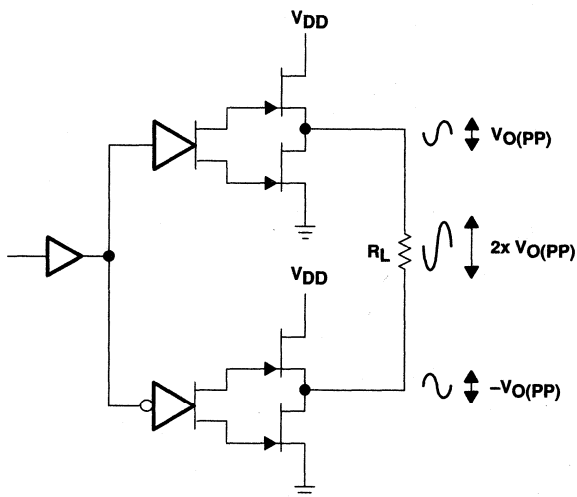 VDD
VO(PP)
RL
2x VO(PP)
VDD
–VO(PP)